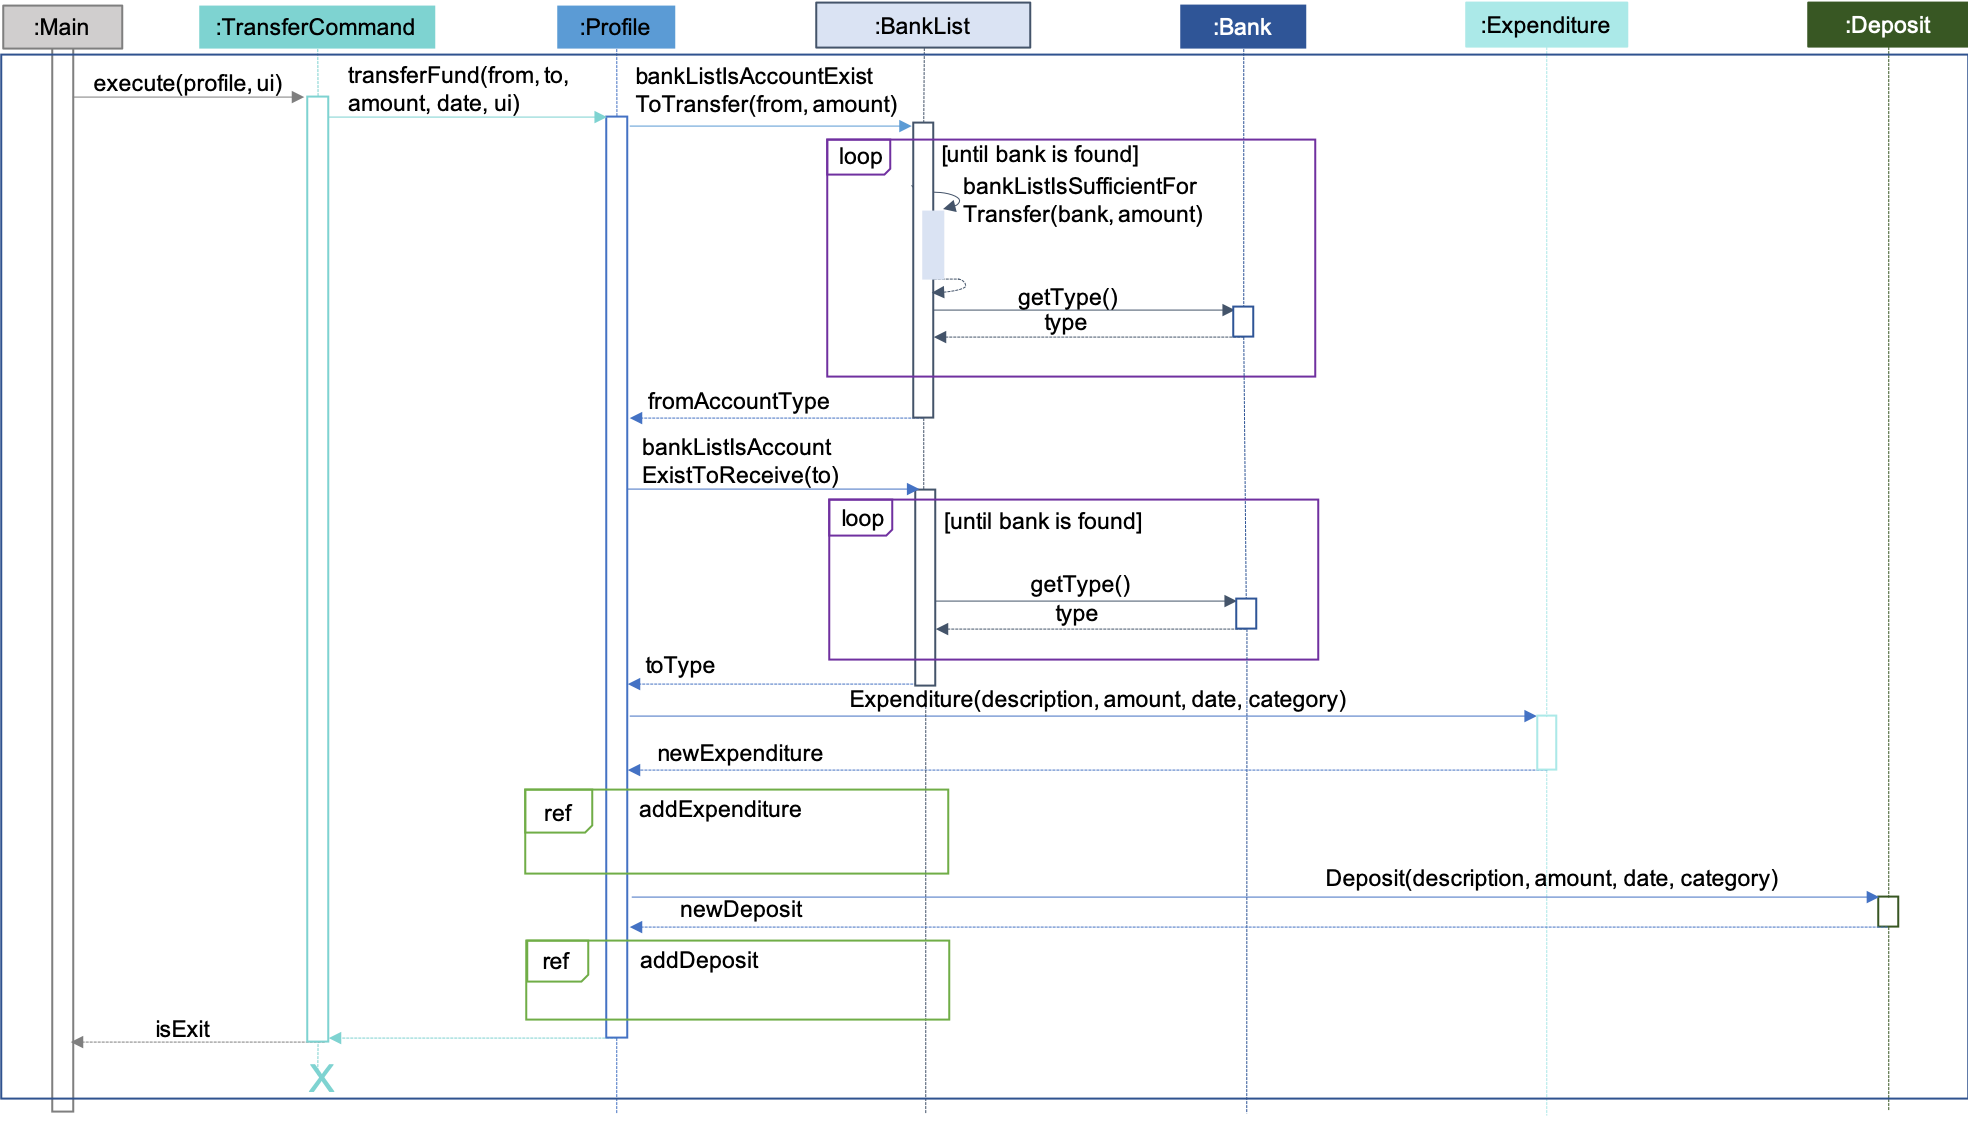 :Main
:TransferCommand
:Profile
:BankList
:Bank
:Expenditure
:Deposit
execute(profile, ui)
transferFund(from, to,
amount, date, ui)
bankListIsAccountExist
ToTransfer(from, amount)
loop
[until bank is found]
bankListIsSufficientFor
Transfer(bank, amount)
getType()
type
fromAccountType
bankListIsAccount
ExistToReceive(to)
loop
[until bank is found]
getType()
type
toType
Expenditure(description, amount, date, category)
newExpenditure
ref
addExpenditure
Deposit(description, amount, date, category)
newDeposit
ref
addDeposit
isExit
X